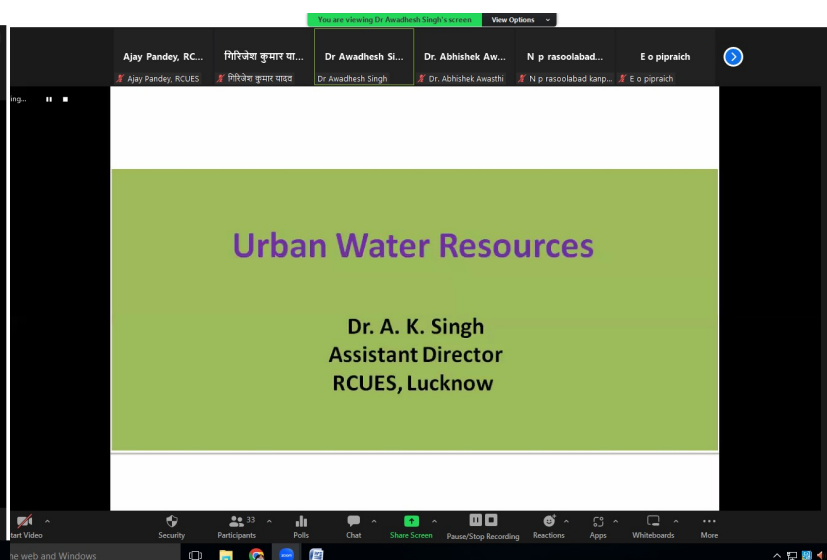 You are viewing Dr Awadhesh Singh's screen View Options
Ajay Pandey, RC... गिरिजेश कुमार या... Dr Awadhesh Si... Dr. Abhishek Aw... N p rasoolabad... E o pipraich
Ajay Pandey, RCUES गिरिजेश कुमार यादव Dr Awadhesh Singh Dr. Abhishek Awasthi N p rasoolabad kanp... E o pipraich
ing...
Urban Water Resources
Dr. A. K. Singh
Assistant Director
RCUES, Lucknow
tart Video Security Participants 33 Polls Chat Share Screen Pause/Stop Recording Reactions Apps Whiteboards More
he web and Windows